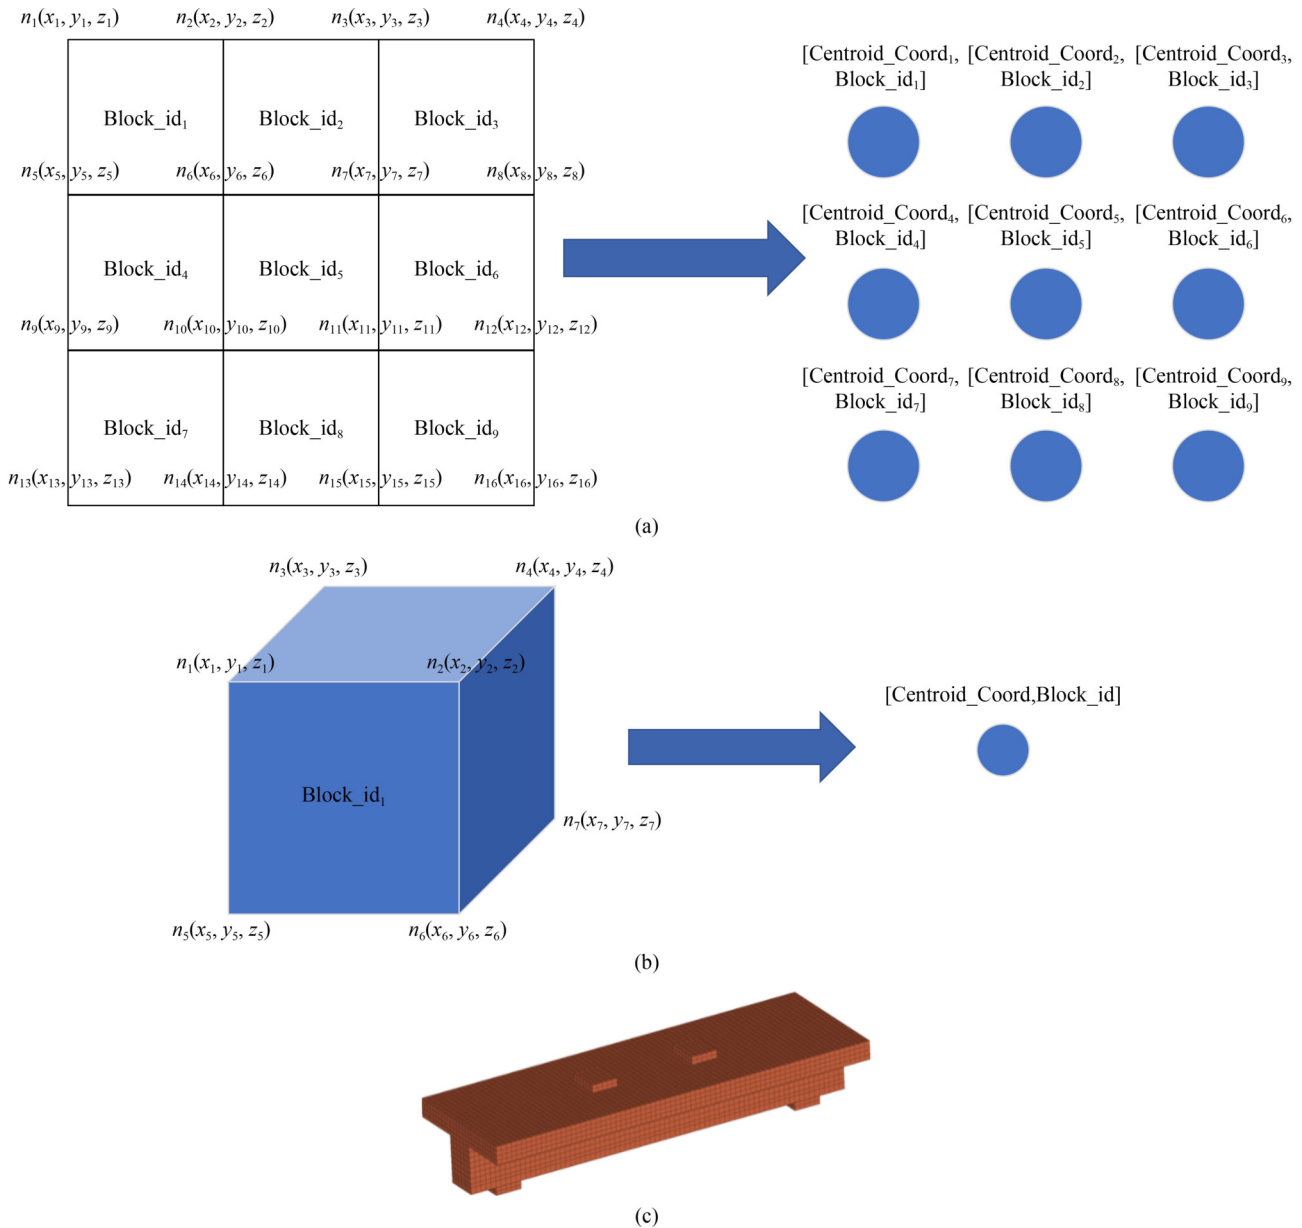 n₁(x₁, y₁, z₁) n₂(x₂, y₂, z₂) n₃(x₃, y₃, z₃) n₄(x₄, y₄, z₄)
Block_id₁ Block_id₂ Block_id₃
n₅(x₅, y₅, z₅) n₆(x₆, y₆, z₆) n₇(x₇, y₇, z₇) n₈(x₈, y₈, z₈)
Block_id₄ Block_id₅ Block_id₆
n₉(x₉, y₉, z₉) n₁₀(x₁₀, y₁₀, z₁₀) n₁₁(x₁₁, y₁₁, z₁₁) n₁₂(x₁₂, y₁₂, z₁₂)
Block_id₇ Block_id₈ Block_id₉
n₁₃(x₁₃, y₁₃, z₁₃) n₁₄(x₁₄, y₁₄, z₁₄) n₁₅(x₁₅, y₁₅, z₁₅) n₁₆(x₁₆, y₁₆, z₁₆)
[Centroid_Coord₁, [Centroid_Coord₂, [Centroid_Coord₃,
Block_id₁] Block_id₂] Block_id₃]
[Centroid_Coord₄, [Centroid_Coord₅, [Centroid_Coord₆,
Block_id₄] Block_id₅] Block_id₆]
[Centroid_Coord₇, [Centroid_Coord₈, [Centroid_Coord₉,
Block_id₇] Block_id₈] Block_id₉]
(a)
n₃(x₃, y₃, z₃) n₄(x₄, y₄, z₄)
n₁(x₁, y₁, z₁) n₂(x₂, y₂, z₂)
Block_id₁
n₇(x₇, y₇, z₇)
n₅(x₅, y₅, z₅) n₆(x₆, y₆, z₆)
[Centroid_Coord,Block_id]
(b)
(c)